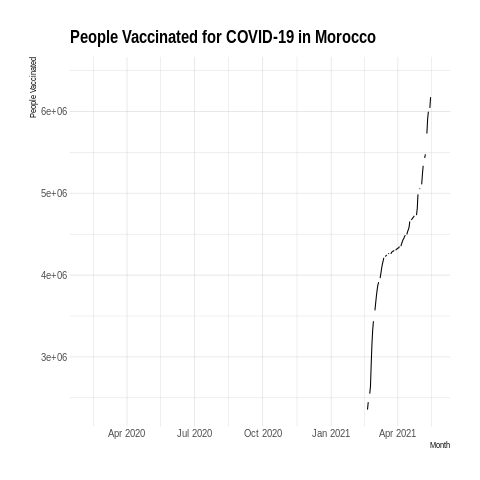 People Vaccinated for COVID-19 in Morocco
People Vaccinated
6e+06
5e+06
4e+06
3e+06
Apr 2020 Jul 2020 Oct 2020 Jan 2021 Apr 2021
Month